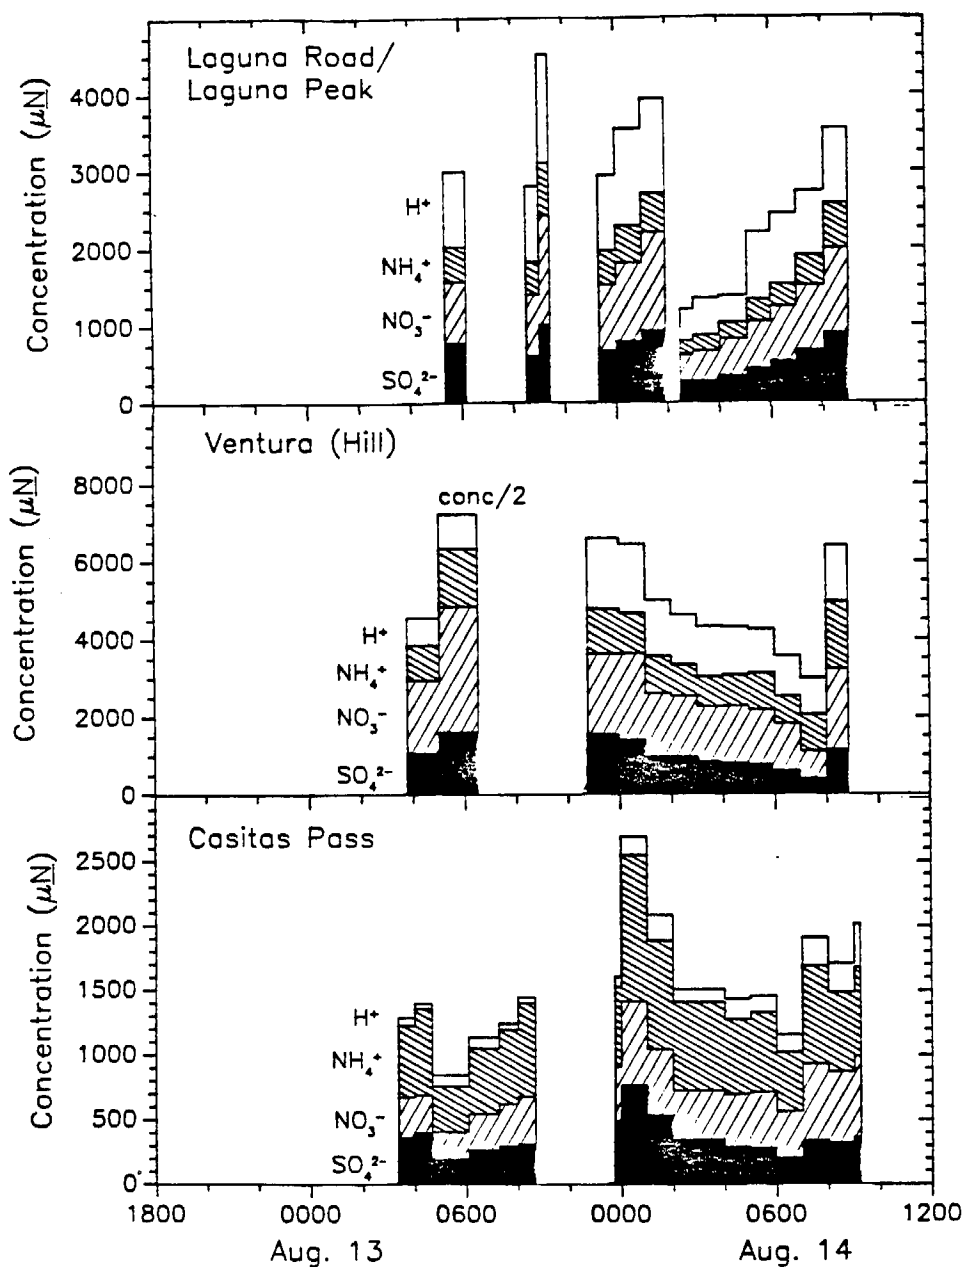 Laguna Road/
Laguna Peak
Concentration (µN)
4000
3000
2000
1000
0
H⁺
NH₄⁺
NO₃⁻
SO₄²⁻
Ventura (Hill)
conc/2
Concentration (µN)
8000
6000
4000
2000
0
H⁺
NH₄⁺
NO₃⁻
SO₄²⁻
Casitas Pass
Concentration (µN)
2500
2000
1500
1000
500
0
H⁺
NH₄⁺
NO₃⁻
SO₄²⁻
1800 0000 0600 0000 0600 1200
Aug. 13 Aug. 14